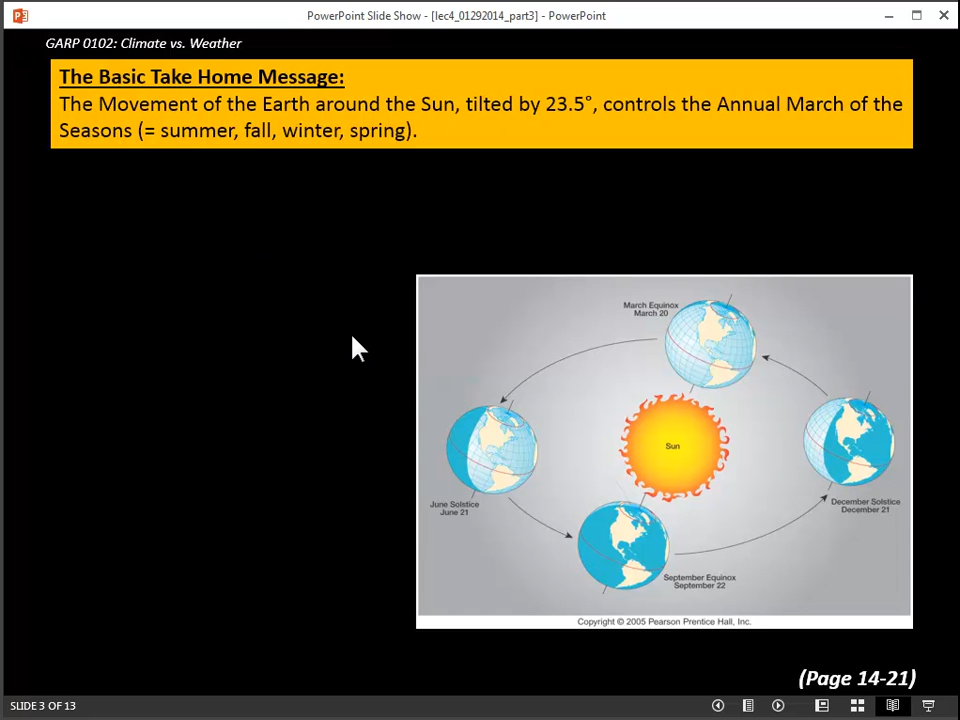 PowerPoint Slide Show - [lec4_01292014_part3] - PowerPoint
GARP 0102: Climate vs. Weather
The Basic Take Home Message:
The Movement of the Earth around the Sun, tilted by 23.5°, controls the Annual March of the
Seasons (= summer, fall, winter, spring).
March Equinox
March 20
Sun
June Solstice
June 21
December Solstice
December 21
September Equinox
September 22
Copyright © 2005 Pearson Prentice Hall, Inc.
(Page 14-21)
SLIDE 3 OF 13